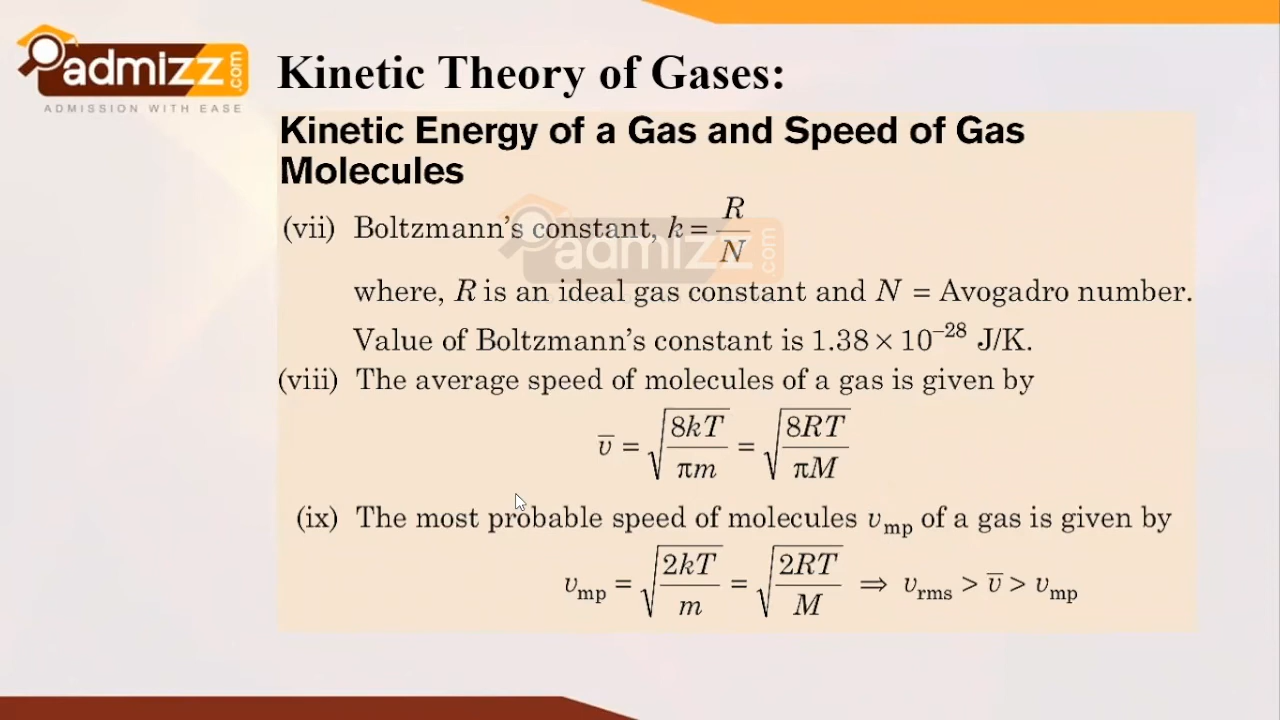 admizz.com
ADMISSION WITH EASE
Kinetic Theory of Gases:
Kinetic Energy of a Gas and Speed of Gas
Molecules
(vii) Boltzmann's constant, k = R/N
admizz.com
where, R is an ideal gas constant and N = Avogadro number.
Value of Boltzmann's constant is 1.38 × 10⁻²⁸ J/K.
(viii) The average speed of molecules of a gas is given by
v̅ = √(8kT/πm) = √(8RT/πM)
(ix) The most probable speed of molecules v_mp of a gas is given by
v_mp = √(2kT/m) = √(2RT/M) ⇒ v_rms > v̅ > v_mp